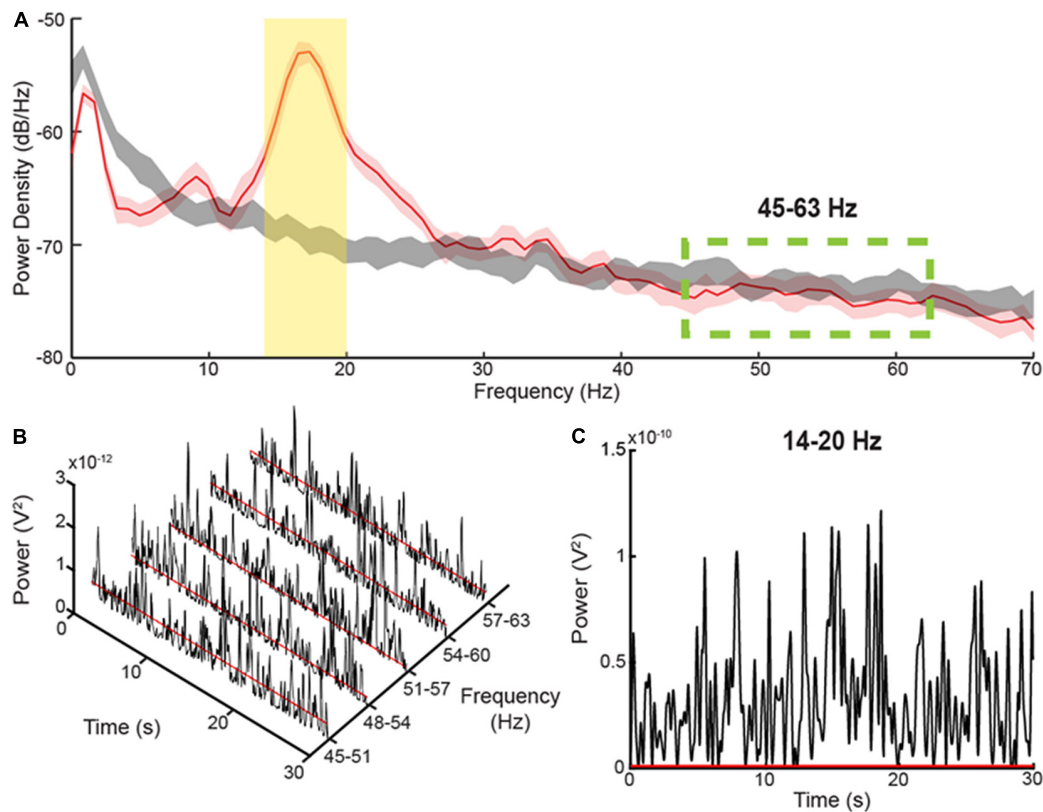 A
-50
-60
-70
-80
Power Density (dB/Hz)
45-63 Hz
0 10 20 30 40 50 60 70
Frequency (Hz)
B
x10-12
3
2
1
0
Power (V²)
0
10
20
30
Time (s)
57-63
54-60
51-57
48-54
45-51
Frequency
(Hz)
C
x10-10
14-20 Hz
1.5
1
0.5
0
Power (V²)
0 10 20 30
Time (s)